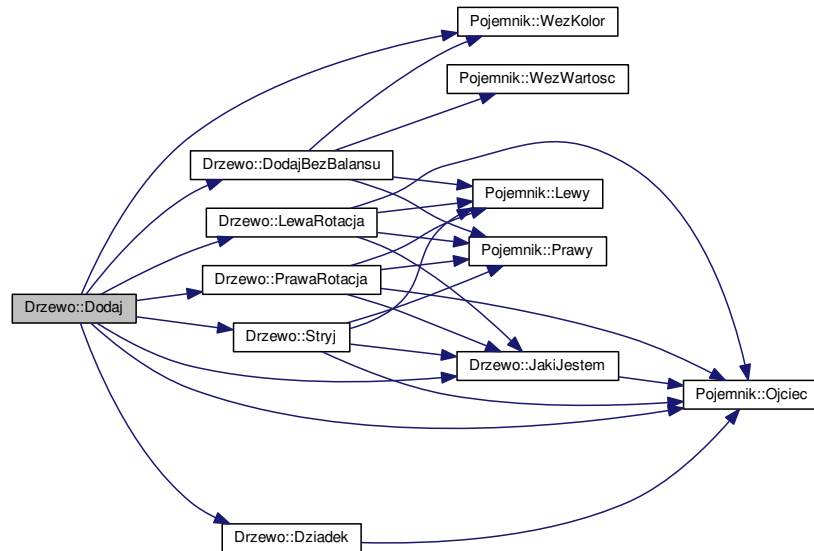 Pojemnik::WezKolor
Pojemnik::WezWartosc
Drzewo::DodajBezBalansu
Pojemnik::Lewy
Drzewo::LewaRotacja
Pojemnik::Prawy
Drzewo::PrawaRotacja
Drzewo::Dodaj
Drzewo::Stryj
Drzewo::JakiJestem
Pojemnik::Ojciec
Drzewo::Dziadek